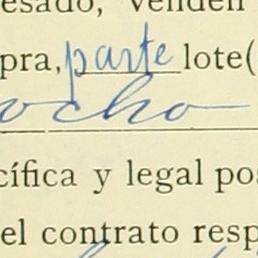 esado, venden
pra, parte lote(
ocho
cífica y legal pos
el contrato resp